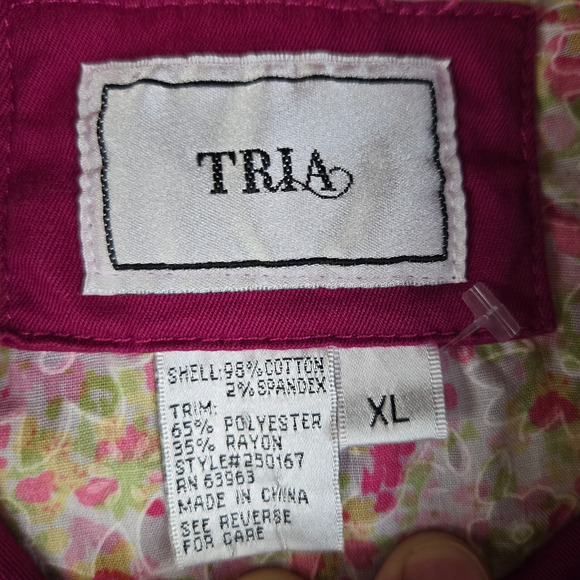 TRIA
SHELL: 98% COTTON
2% SPANDEX
TRIM:
65% POLYESTER
35% RAYON
STYLE#250167
RN 63963
MADE IN CHINA
SEE REVERSE
FOR CARE
XL